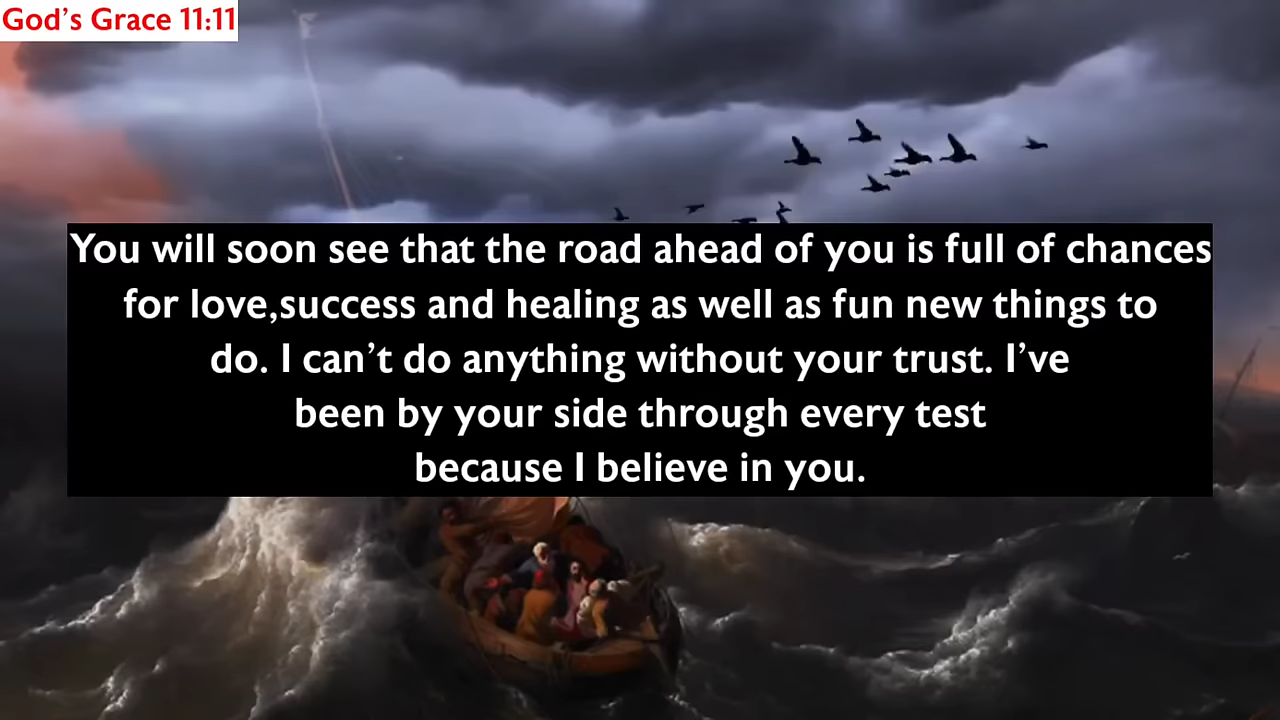 God’s Grace 11:11
You will soon see that the road ahead of you is full of chances
for love,success and healing as well as fun new things to
do. I can’t do anything without your trust. I’ve
been by your side through every test
because I believe in you.